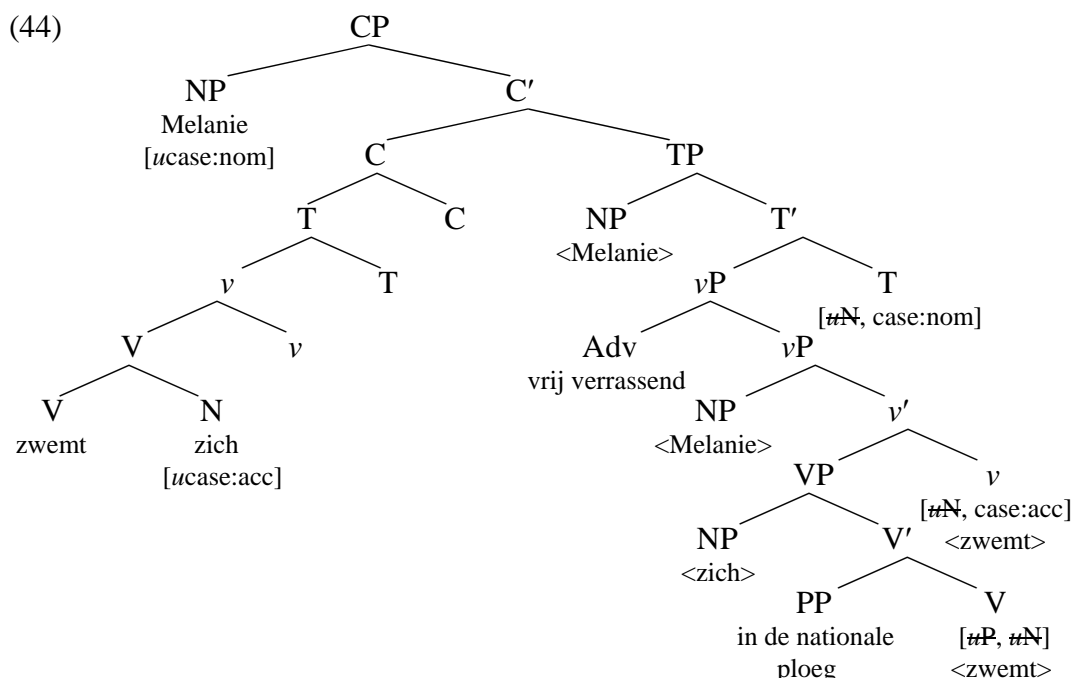 (44) CP
NP C′
Melanie
[ucase:nom] C TP
T C NP T′
<Melanie>
v T vP T
[uN, case:nom]
V v Adv vP
vrij verrassend
V N NP v′
zwemt zich <Melanie>
[ucase:acc]
VP v
[uN, case:acc]
NP V′ <zwemt>
<zich>
PP V
in de nationale [uP, uN]
ploeg <zwemt>